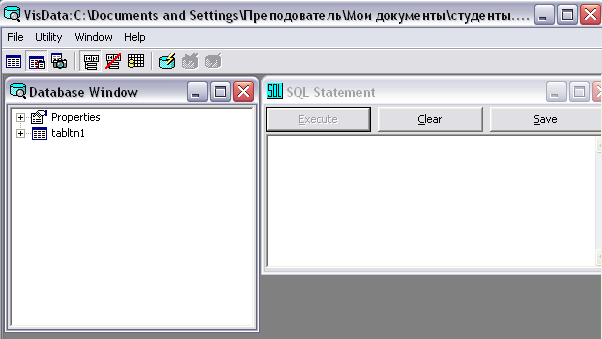 VisData:C:\Documents and Settings\Преподователь\Мои документы\студенты....
File Utility Window Help
Database Window
Properties
tabltn1
SQL Statement
Execute Clear Save